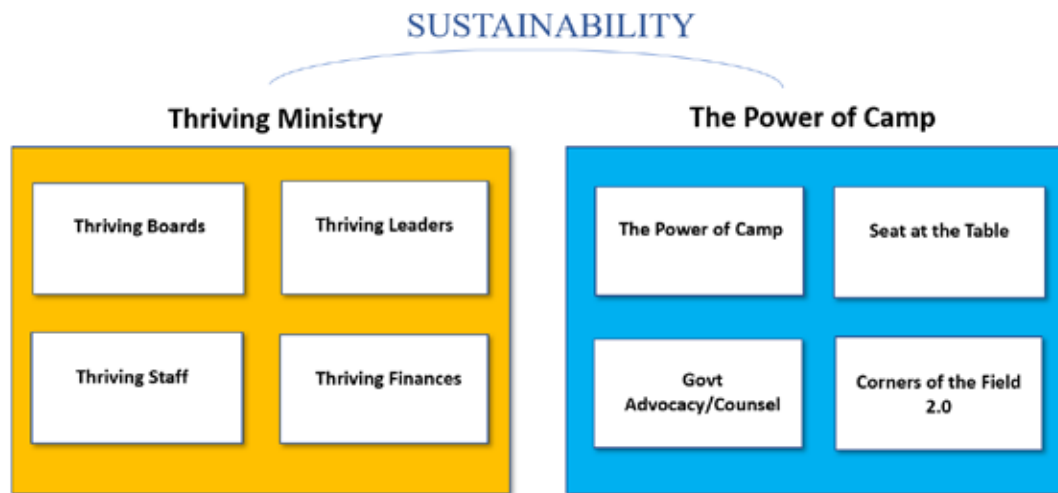 SUSTAINABILITY
Thriving Ministry
The Power of Camp
Thriving Boards
Thriving Leaders
Thriving Staff
Thriving Finances
The Power of Camp
Seat at the Table
Govt
Advocacy/Counsel
Corners of the Field
2.0